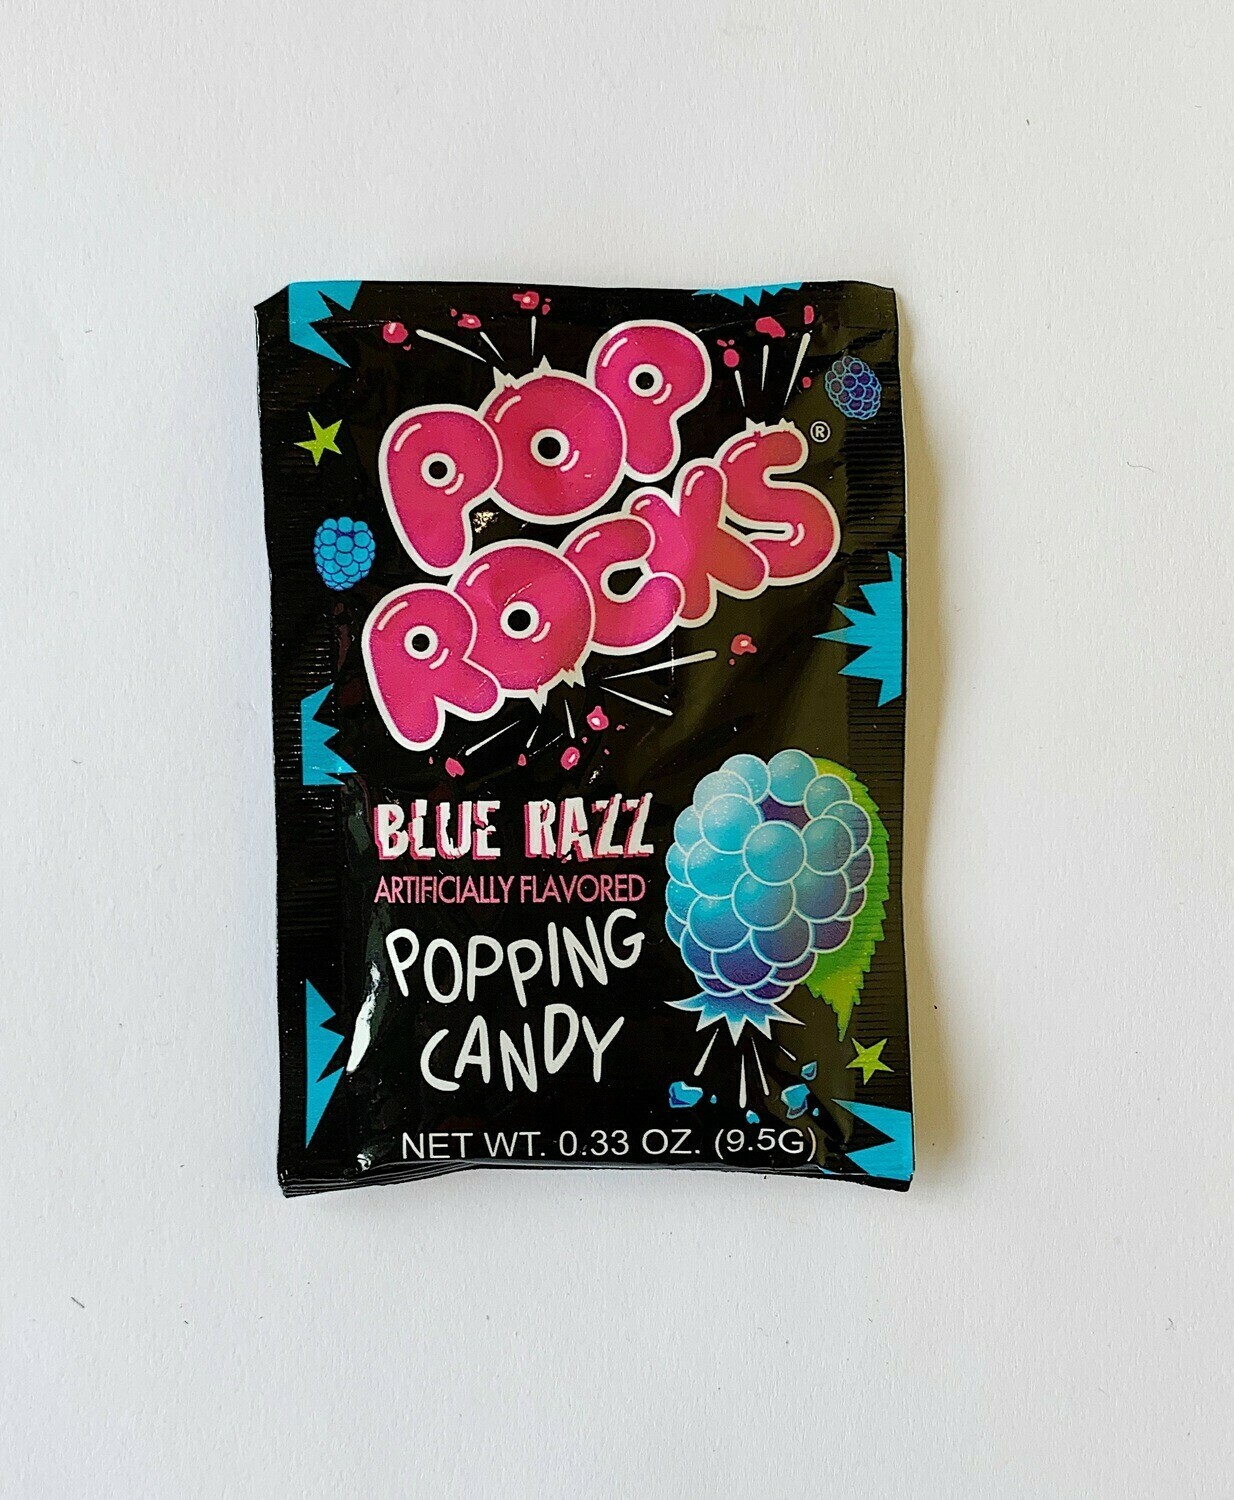 POP
ROCKS®
BLUE RAZZ
ARTIFICIALLY FLAVORED
POPPING
CANDY
NET WT. 0.33 OZ. (9.5G)